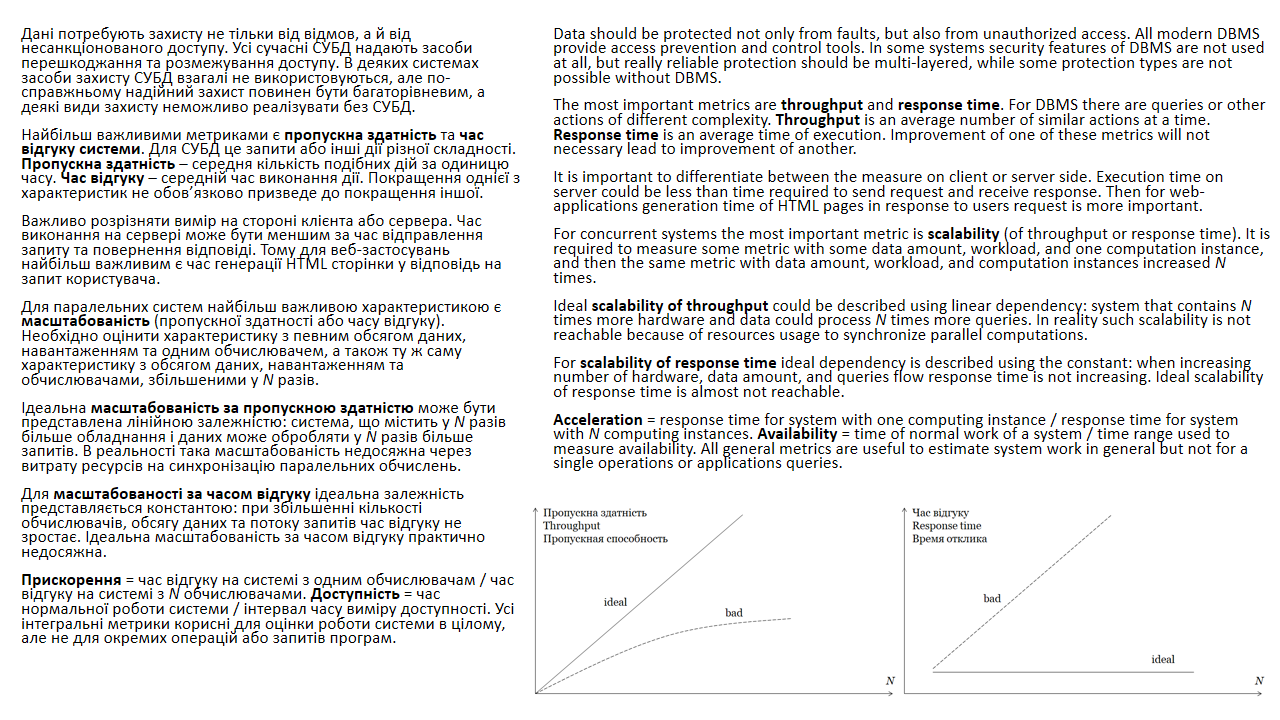 Дані потребують захисту не тільки від відмов, а й від
несанкціонованого доступу. Усі сучасні СУБД надають засоби
перешкоджання та розмежування доступу. В деяких системах
засоби захисту СУБД взагалі не використовуються, але по-
справжньому надійний захист повинен бути багаторівневим, а
деякі види захисту неможливо реалізувати без СУБД.
Найбільш важливими метриками є пропускна здатність та час
відгуку системи. Для СУБД це запити або інші дії різної складності.
Пропускна здатність – середня кількість подібних дій за одиницю
часу. Час відгуку – середній час виконання дії. Покращення однієї з
характеристик не обов’язково призведе до покращення іншої.
Важливо розрізняти вимір на стороні клієнта або сервера. Час
виконання на сервері може бути меншим за час відправлення
запиту та повернення відповіді. Тому для веб-застосувань
найбільш важливим є час генерації HTML сторінки у відповідь на
запит користувача.
Для паралельних систем найбільш важливою характеристикою є
масштабованість (пропускної здатності або часу відгуку).
Необхідно оцінити характеристику з певним обсягом даних,
навантаженням та одним обчислювачем, а також ту ж саму
характеристику з обсягом даних, навантаженням та
обчислювачами, збільшеними у N разів.
Ідеальна масштабованість за пропускною здатністю може бути
представлена лінійною залежністю: система, що містить у N разів
більше обладнання і даних може обробляти у N разів більше
запитів. В реальності така масштабованість недосяжна через
витрату ресурсів на синхронізацію паралельних обчислень.
Для масштабованості за часом відгуку ідеальна залежність
представляється константою: при збільшенні кількості
обчислювачів, обсягу даних та потоку запитів час відгуку не
зростає. Ідеальна масштабованість за часом відгуку практично
недосяжна.
Прискорення = час відгуку на системі з одним обчислювачам / час
відгуку на системі з N обчислювачами. Доступність = час
нормальної роботи системи / інтервал часу виміру доступності. Усі
інтегральні метрики корисні для оцінки роботи системи в цілому,
але не для окремих операцій або запитів програм.
Data should be protected not only from faults, but also from unauthorized access. All modern DBMS
provide access prevention and control tools. In some systems security features of DBMS are not used
at all, but really reliable protection should be multi-layered, while some protection types are not
possible without DBMS.
The most important metrics are throughput and response time. For DBMS there are queries or other
actions of different complexity. Throughput is an average number of similar actions at a time.
Response time is an average time of execution. Improvement of one of these metrics will not
necessary lead to improvement of another.
It is important to differentiate between the measure on client or server side. Execution time on
server could be less than time required to send request and receive response. Then for web-
applications generation time of HTML pages in response to users request is more important.
For concurrent systems the most important metric is scalability (of throughput or response time). It is
required to measure some metric with some data amount, workload, and one computation instance,
and then the same metric with data amount, workload, and computation instances increased N
times.
Ideal scalability of throughput could be described using linear dependency: system that contains N
times more hardware and data could process N times more queries. In reality such scalability is not
reachable because of resources usage to synchronize parallel computations.
For scalability of response time ideal dependency is described using the constant: when increasing
number of hardware, data amount, and queries flow response time is not increasing. Ideal scalability
of response time is almost not reachable.
Acceleration = response time for system with one computing instance / response time for system
with N computing instances. Availability = time of normal work of a system / time range used to
measure availability. All general metrics are useful to estimate system work in general but not for a
single operations or applications queries.
Пропускна здатність
Throughput
Пропускная способность
ideal
bad
N
Час відгуку
Response time
Время отклика
bad
ideal
N